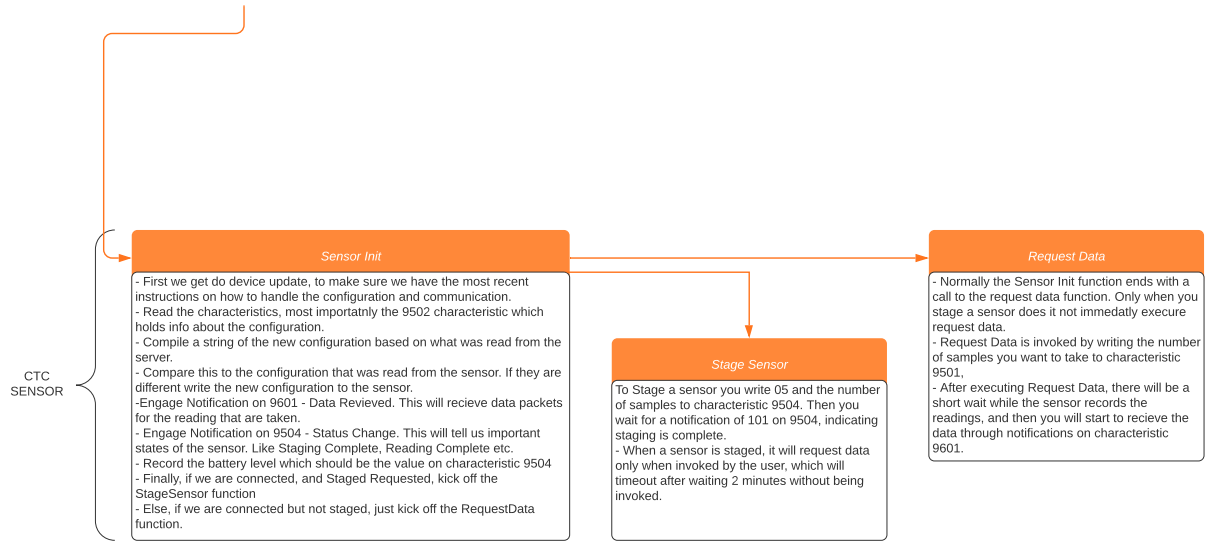 CTC
SENSOR
Sensor Init
- First we get do device update, to make sure we have the most recent
instructions on how to handle the configuration and communication.
- Read the characteristics, most importatnly the 9502 characteristic which
holds info about the configuration.
- Compile a string of the new configuration based on what was read from the
server.
- Compare this to the configuration that was read from the sensor. If they are
different write the new configuration to the sensor.
-Engage Notification on 9601 - Data Revieved. This will recieve data packets
for the reading that are taken.
- Engage Notification on 9504 - Status Change. This will tell us important
states of the sensor. Like Staging Complete, Reading Complete etc.
- Record the battery level which should be the value on characteristic 9504
- Finally, if we are connected, and Staged Requested, kick off the
StageSensor function
- Else, if we are connected but not staged, just kick off the RequestData
function.
Stage Sensor
To Stage a sensor you write 05 and the number
of samples to characteristic 9504. Then you
wait for a notification of 101 on 9504, indicating
staging is complete.
- When a sensor is staged, it will request data
only when invoked by the user, which will
timeout after waiting 2 minutes without being
invoked.
Request Data
- Normally the Sensor Init function ends with a
call to the request data function. Only when you
stage a sensor does it not immedatly execure
request data.
- Request Data is invoked by writing the number
of samples you want to take to characteristic
9501,
- After executing Request Data, there will be a
short wait while the sensor records the
readings, and then you will start to recieve the
data through notifications on characteristic
9601.